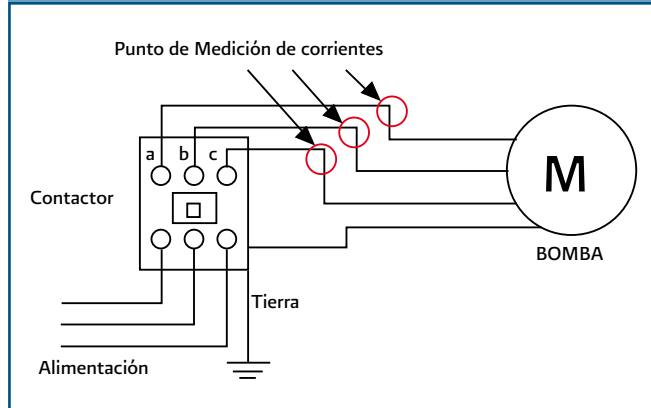 Punto de Medición de corrientes
a b c
Contactor
M
BOMBA
Tierra
Alimentación